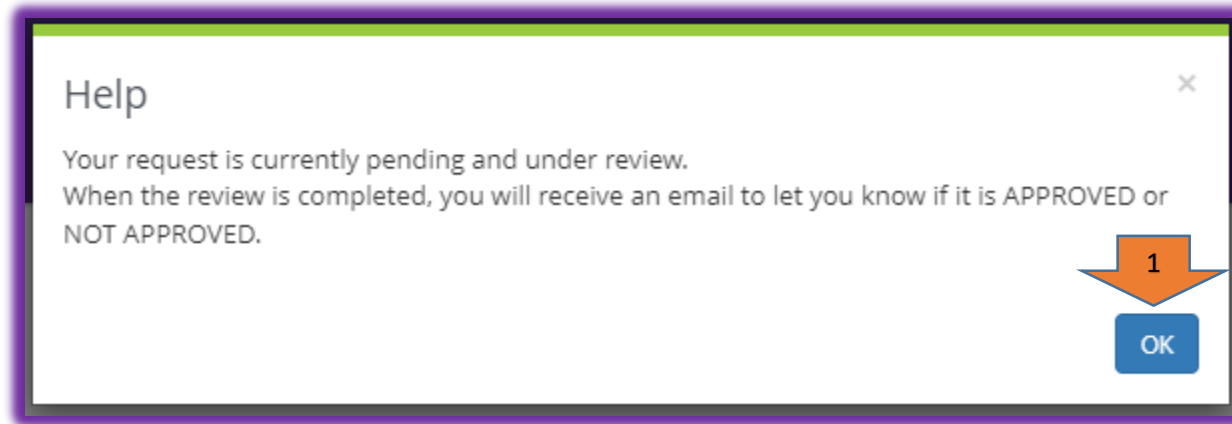 Help
×
Your request is currently pending and under review.
When the review is completed, you will receive an email to let you know if it is APPROVED or
NOT APPROVED.
1
OK